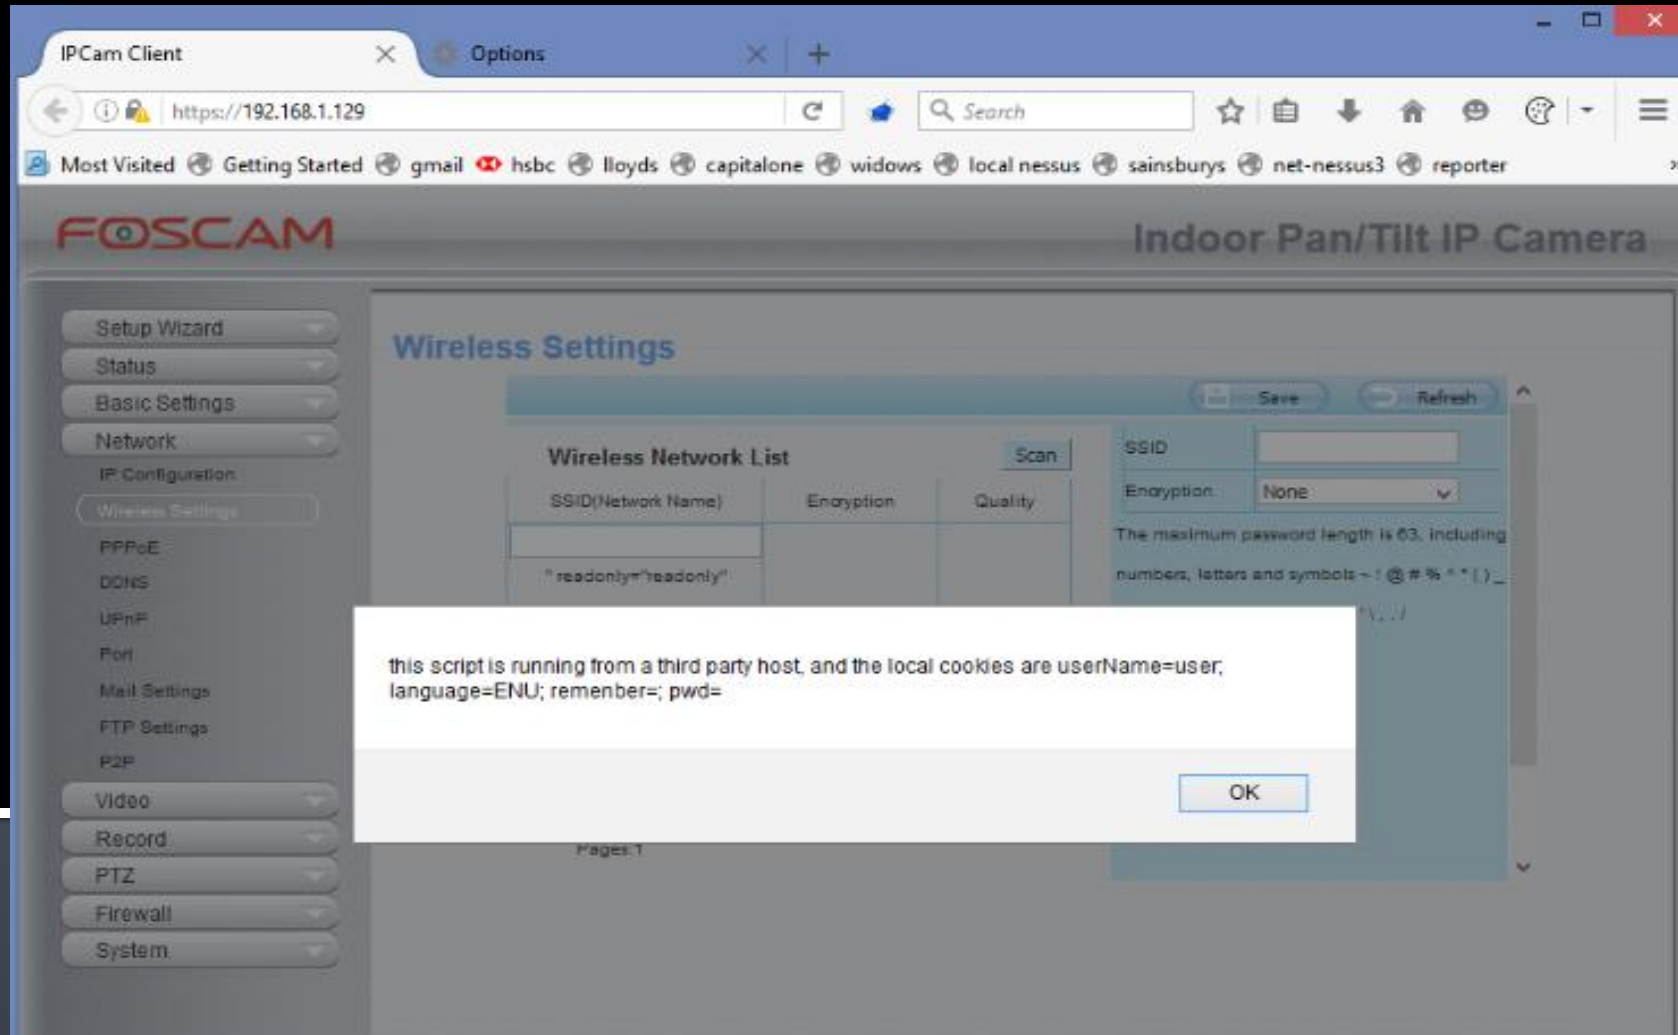 IPCam Client
Options
https://192.168.1.129
Search
Most Visited Getting Started gmail hsbc lloyds capitalone widows local nessus sainsburys net-nessus3 reporter
FOSCAM
Indoor Pan/Tilt IP Camera
Setup Wizard
Status
Basic Settings
Network
IP Configuration
Wireless Settings
PPPoE
DDNS
UPnP
Port
Mail Settings
FTP Settings
P2P
Video
Record
PTZ
Firewall
System
Wireless Settings
Save Refresh
Wireless Network List
Scan
SSID(Network Name) Encryption Quality
" readonly="readonly"
SSID
Encryption None
The maximum password length is 63, including
numbers, letters and symbols ~ ! @ # % ^ * ( ) _
this script is running from a third party host, and the local cookies are userName=user;
language=ENU; remenber=; pwd=
OK
Pages:1